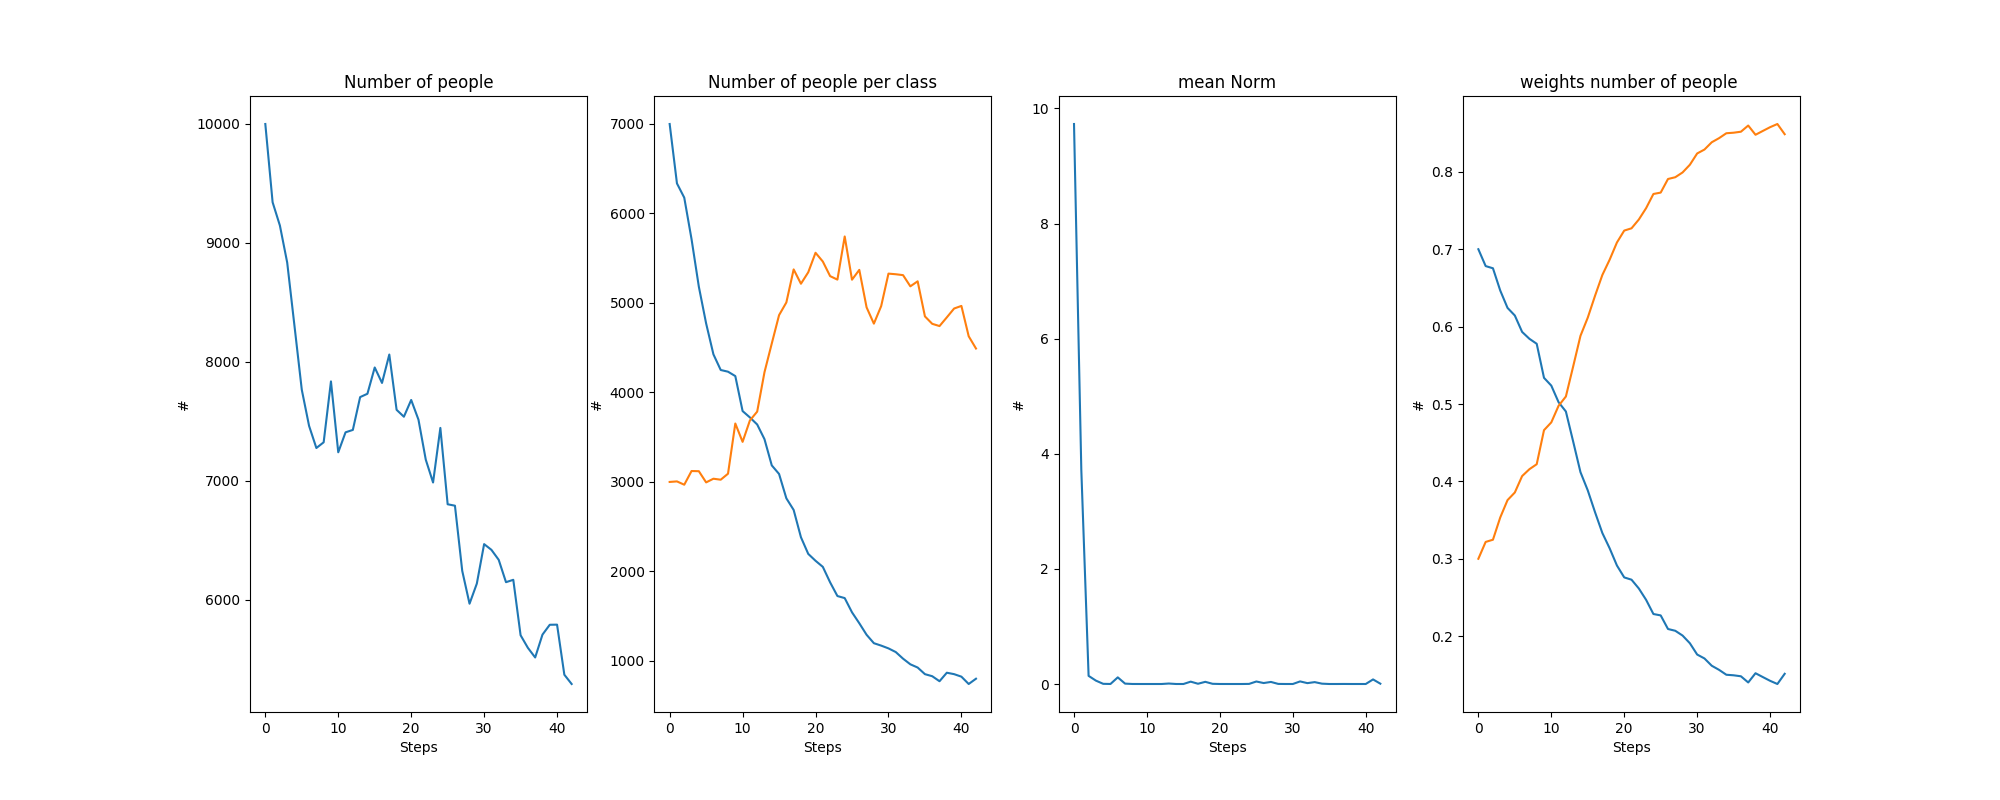 Number of people
10000
9000
8000
7000
6000
#
0 10 20 30 40
Steps
Number of people per class
7000
6000
5000
4000
3000
2000
1000
#
0 10 20 30 40
Steps
mean Norm
10
8
6
4
2
0
#
0 10 20 30 40
Steps
weights number of people
0.8
0.7
0.6
0.5
0.4
0.3
0.2
#
0 10 20 30 40
Steps